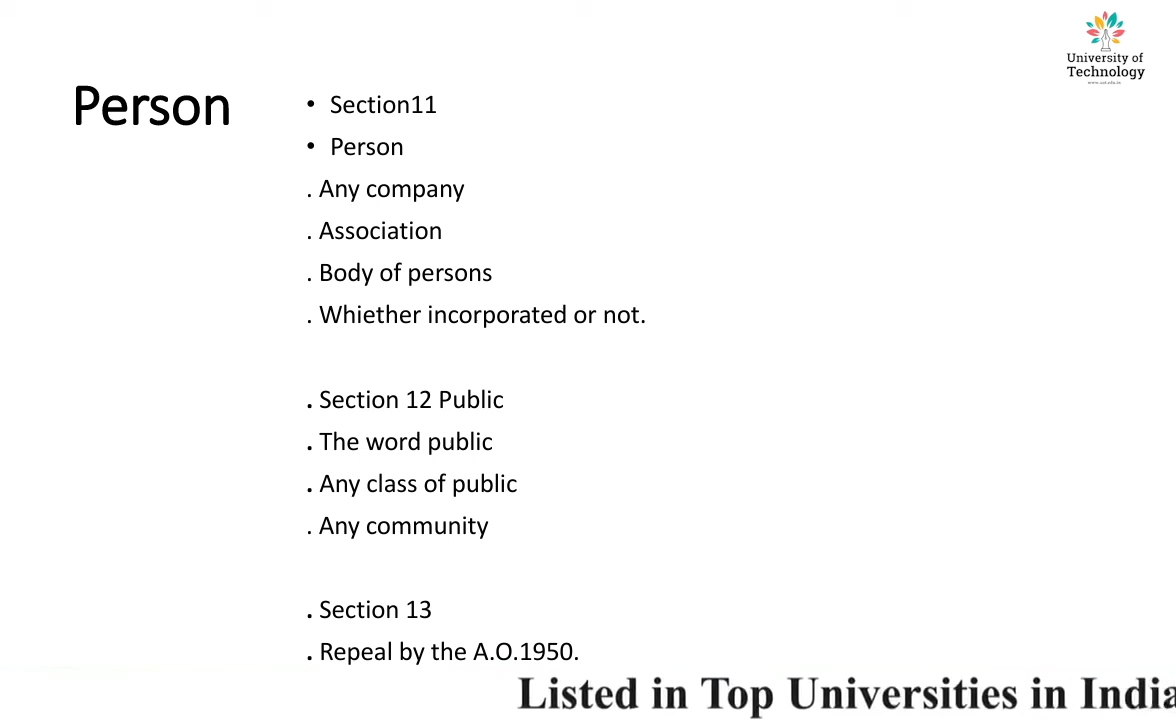 University of
Technology
Person
• Section11
• Person
. Any company
. Association
. Body of persons
. Whiether incorporated or not.
. Section 12 Public
. The word public
. Any class of public
. Any community
. Section 13
. Repeal by the A.O.1950.
Listed in Top Universities in India